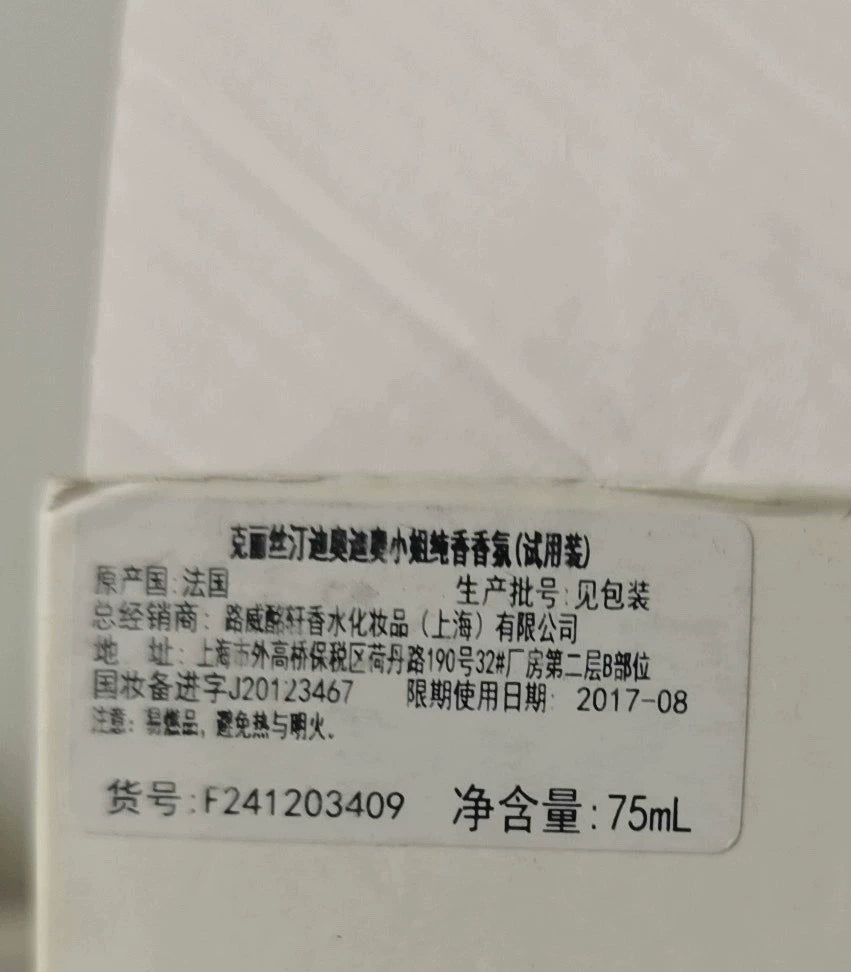 克丽丝汀迪奥迪奥小姐纯香香氛(试用装)
原产国:法国 生产批号:见包装
总经销商：路威酩轩香水化妆品（上海）有限公司
地 址：上海市外高桥保税区荷丹路190号32#厂房第二层B部位
国妆备进字J20123467 限期使用日期: 2017-08
注意：易燃品，避免热与明火．
货号:F241203409 净含量:75mL